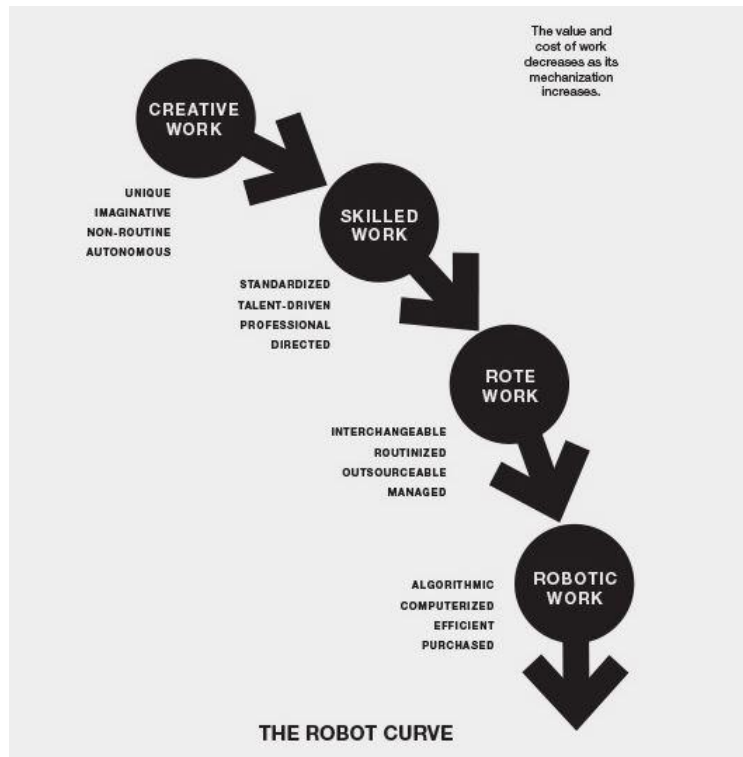 The value and
cost of work
decreases as its
mechanization
increases.
CREATIVE
WORK
UNIQUE
IMAGINATIVE
NON-ROUTINE
AUTONOMOUS
SKILLED
WORK
STANDARDIZED
TALENT-DRIVEN
PROFESSIONAL
DIRECTED
ROTE
WORK
INTERCHANGEABLE
ROUTINIZED
OUTSOURCEABLE
MANAGED
ROBOTIC
WORK
ALGORITHMIC
COMPUTERIZED
EFFICIENT
PURCHASED
THE ROBOT CURVE